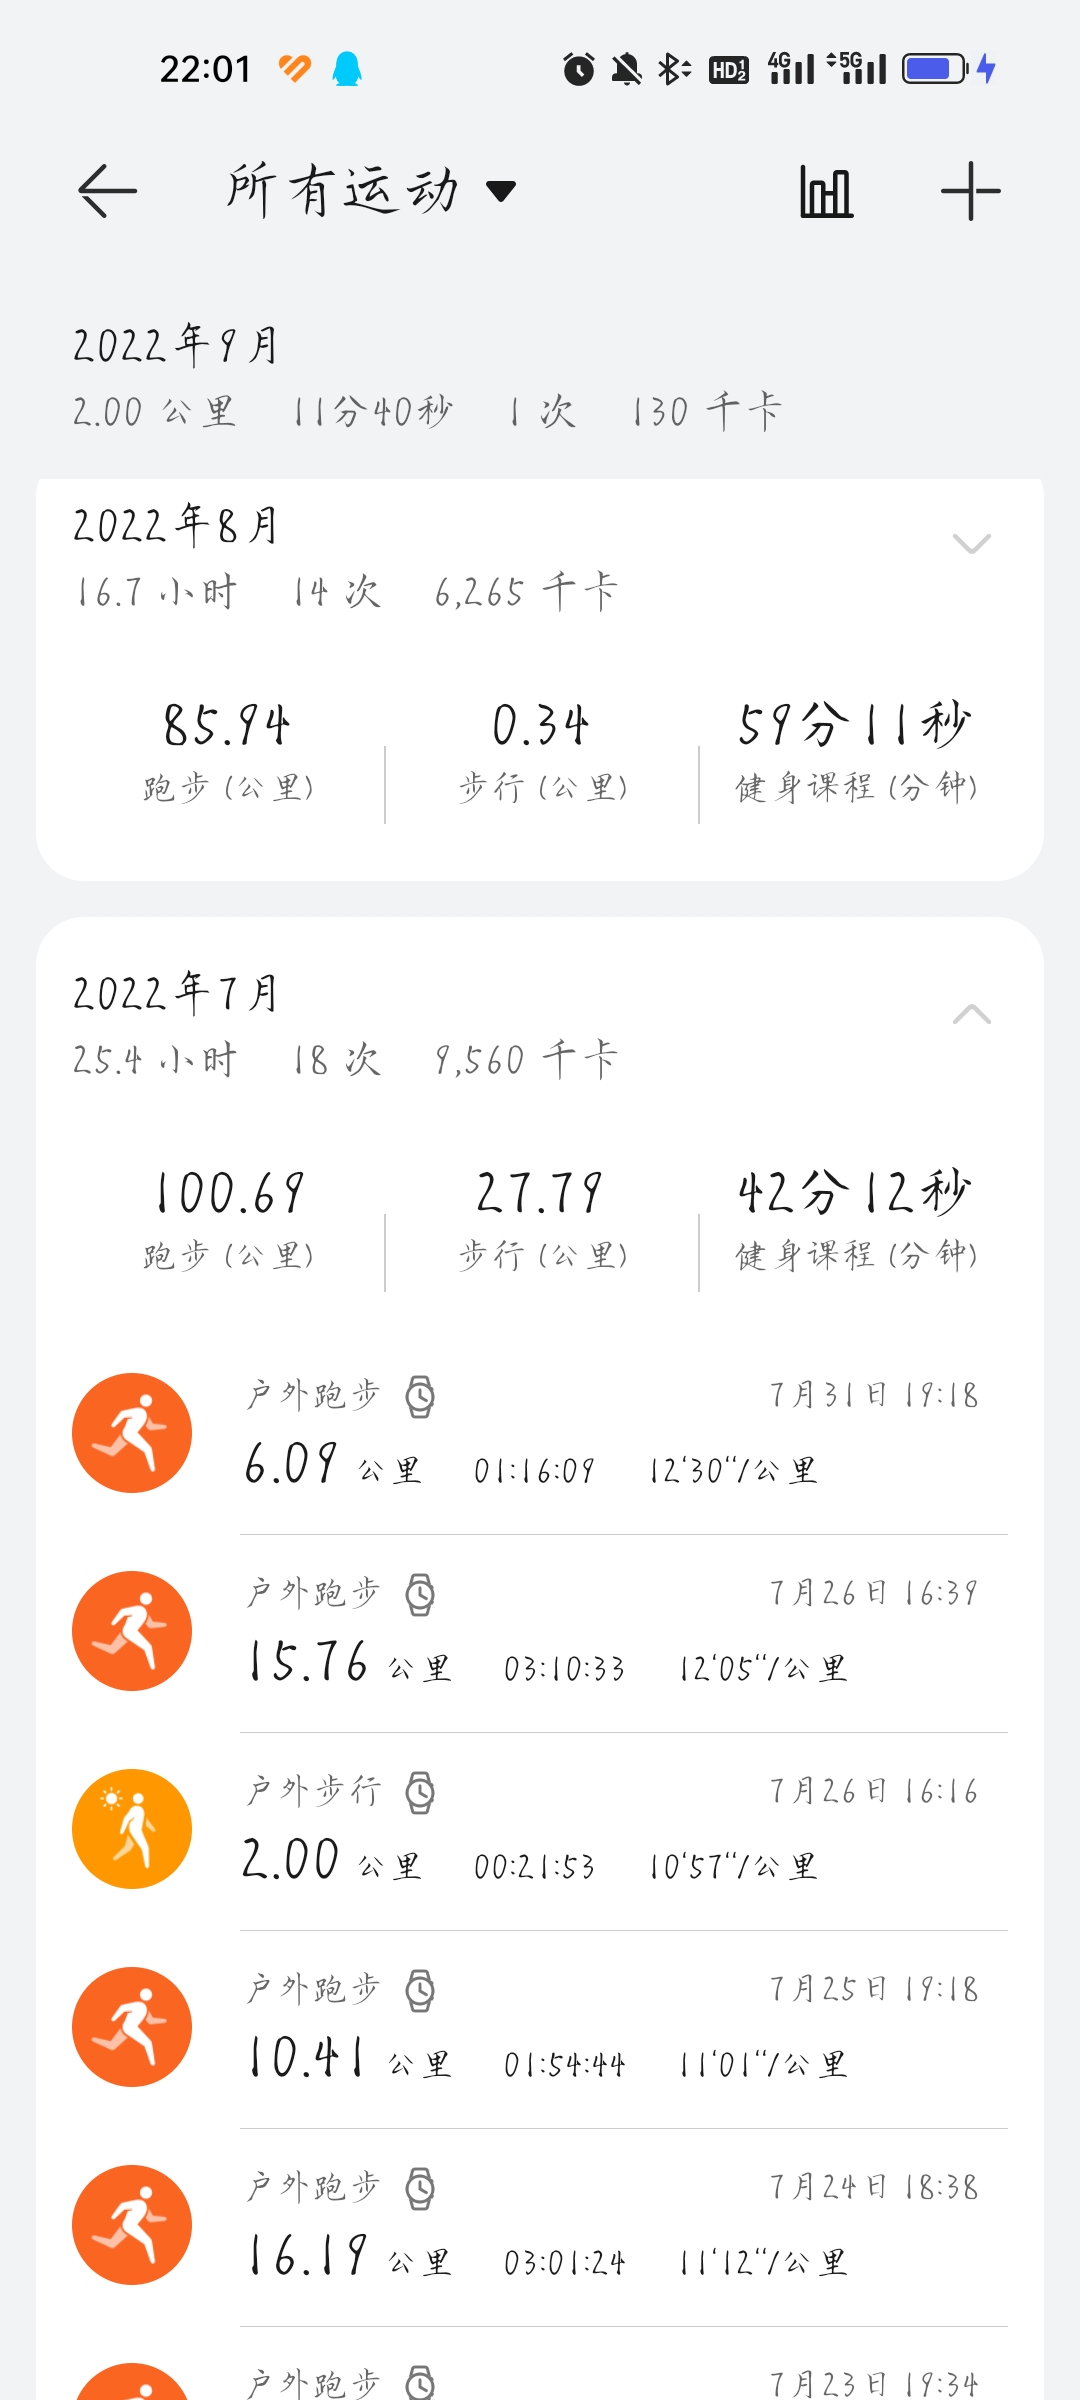 22:01 HD 1 2 4G 5G
所有运动
2022年9月
2.00 公里 11分40秒 1 次 130 千卡
2022年8月
16.7 小时 14 次 6,265 千卡
85.94 0.34 59分11秒
跑步 (公里) 步行 (公里) 健身课程 (分钟)
2022年7月
25.4 小时 18 次 9,560 千卡
100.69 27.79 42分12秒
跑步 (公里) 步行 (公里) 健身课程 (分钟)
户外跑步 7月31日 19:18
6.09 公里 01:16:09 12'30"/公里
户外跑步 7月26日 16:39
15.76 公里 03:10:33 12'05"/公里
户外步行 7月26日 16:16
2.00 公里 00:21:53 10'57"/公里
户外跑步 7月25日 19:18
10.41 公里 01:54:44 11'01"/公里
户外跑步 7月24日 18:38
16.19 公里 03:01:24 11'12"/公里
户外跑步 7月23日 19:34